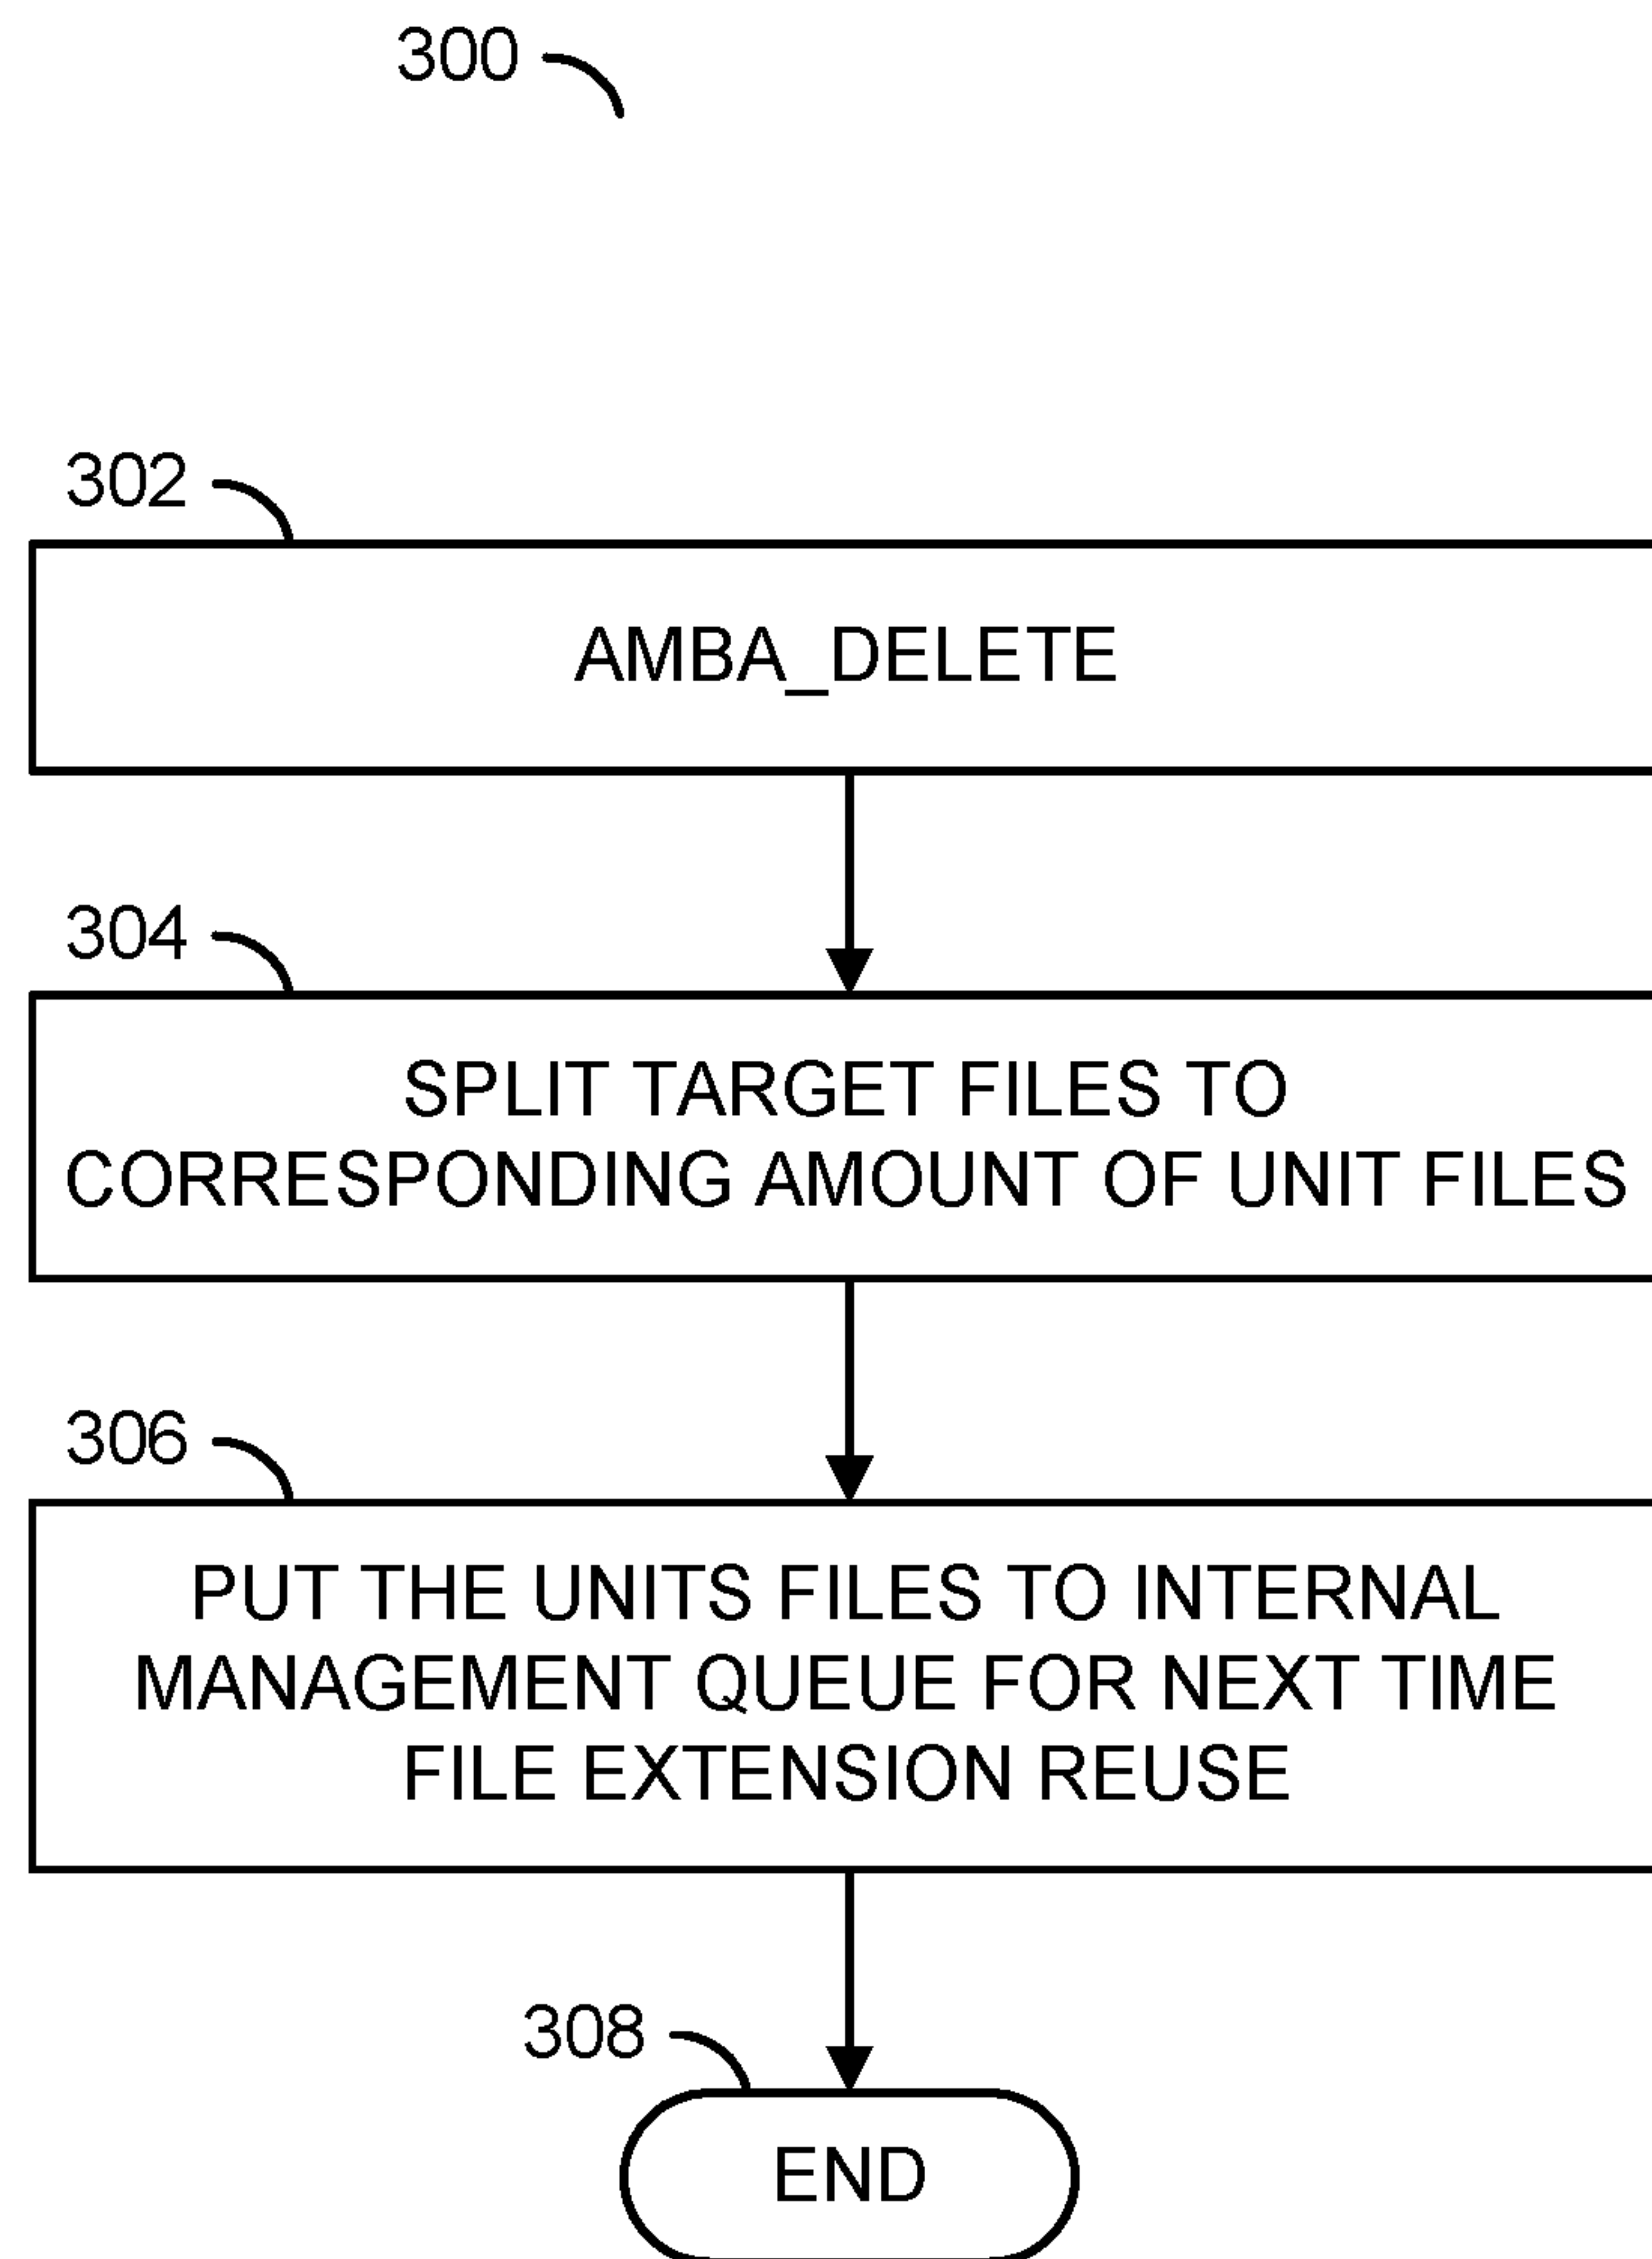 300
302
AMBA_DELETE
304
SPLIT TARGET FILES TO
CORRESPONDING AMOUNT OF UNIT FILES
306
PUT THE UNITS FILES TO INTERNAL
MANAGEMENT QUEUE FOR NEXT TIME
FILE EXTENSION REUSE
308
END